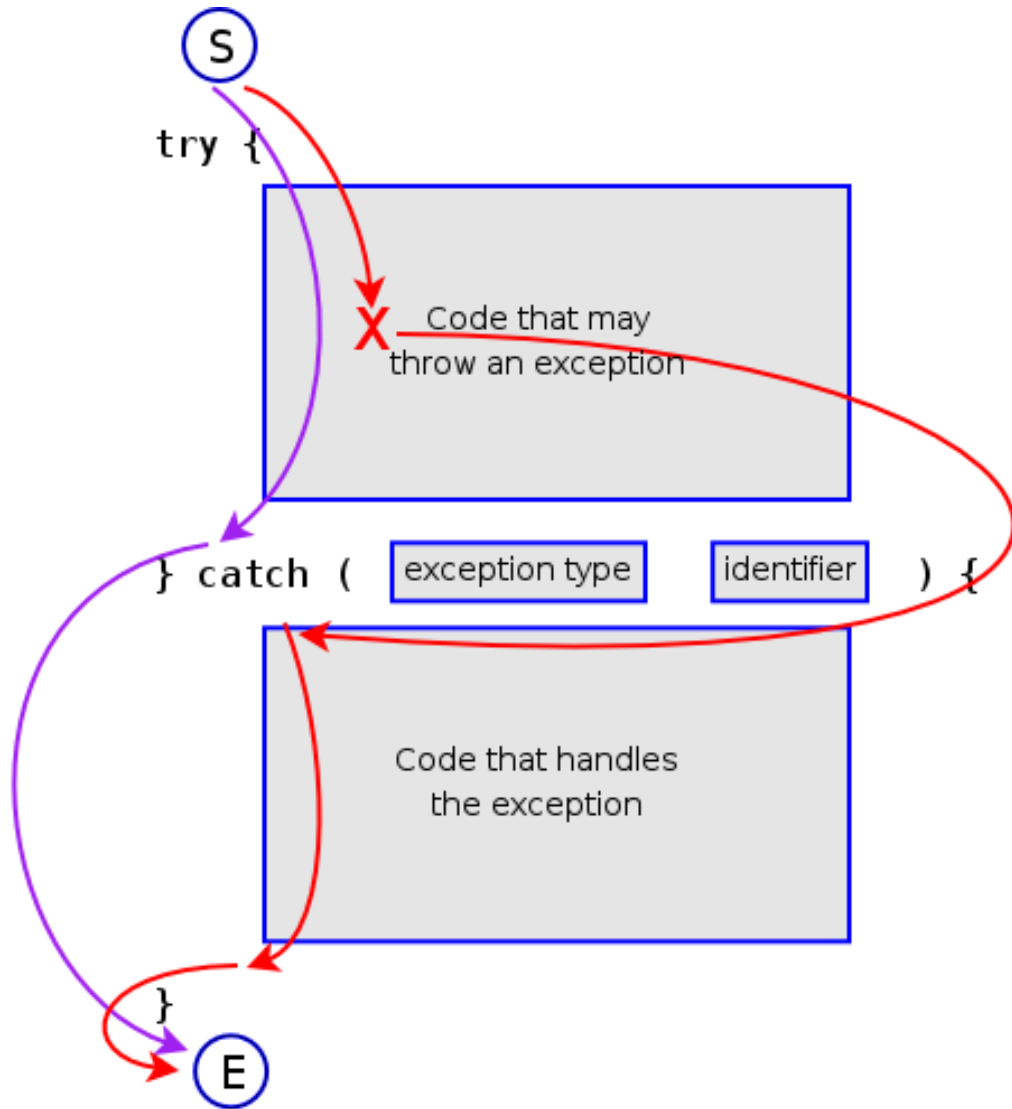 S
try {
X
Code that may
throw an exception
} catch ( exception type identifier ) {
Code that handles
the exception
}
E